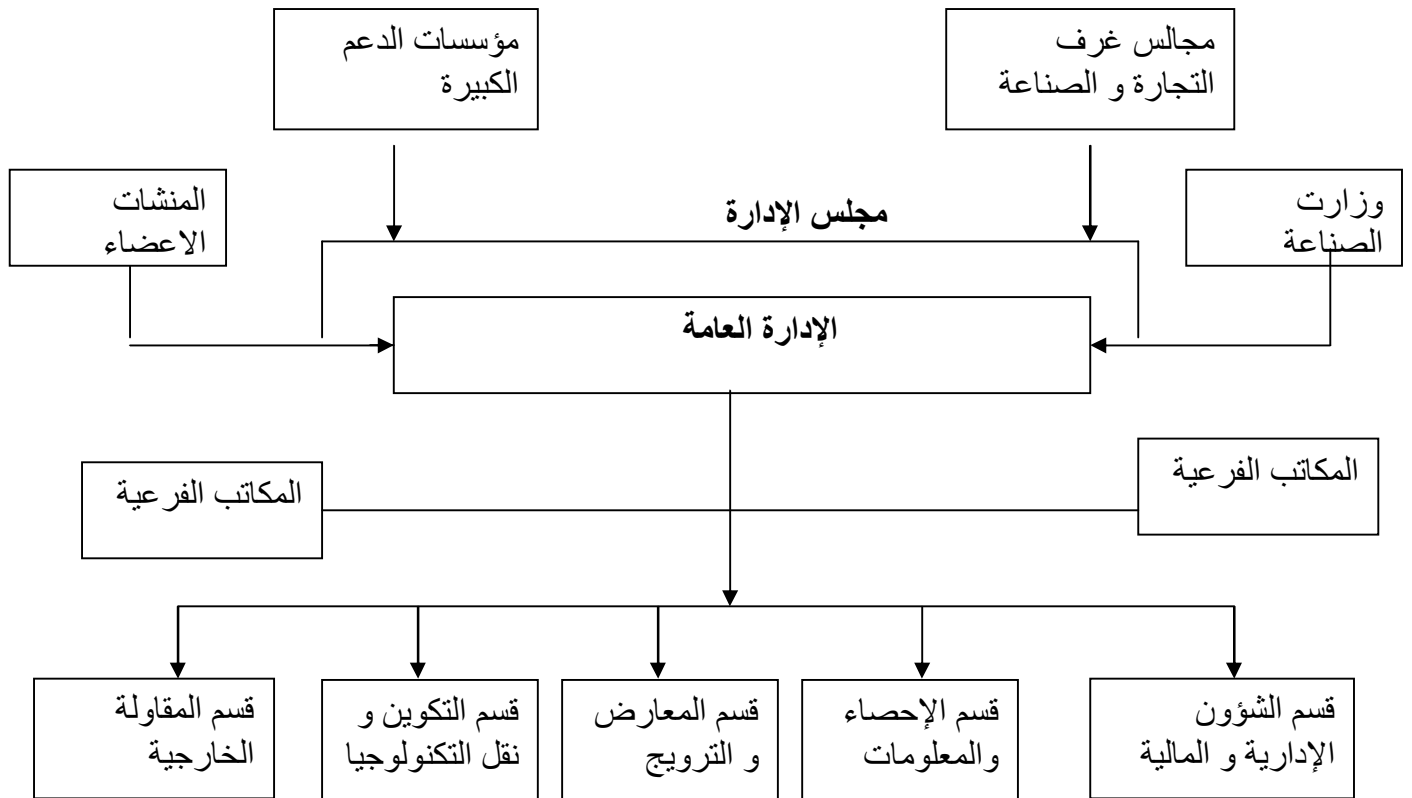 مجالس غرف
التجارة و الصناعة
مؤسسات الدعم
الكبيرة
وزارت
الصناعة
المنشات
الاعضاء
مجلس الإدارة
الإدارة العامة
المكاتب الفرعية
المكاتب الفرعية
قسم الشؤون
الإدارية و المالية
قسم الإحصاء
والمعلومات
قسم المعارض
و الترويج
قسم التكوين و
نقل التكنولوجيا
قسم المقاولة
الخارجية